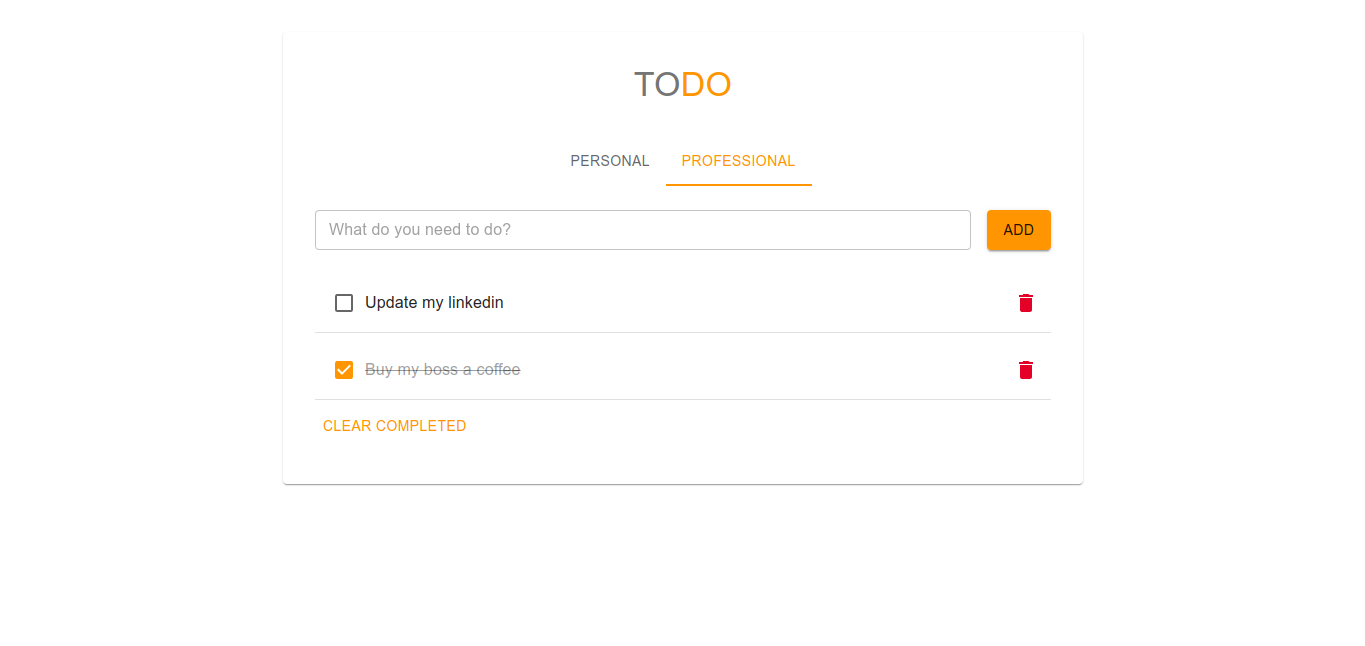 TODO
PERSONAL PROFESSIONAL
What do you need to do? ADD
Update my linkedin
Buy my boss a coffee
CLEAR COMPLETED